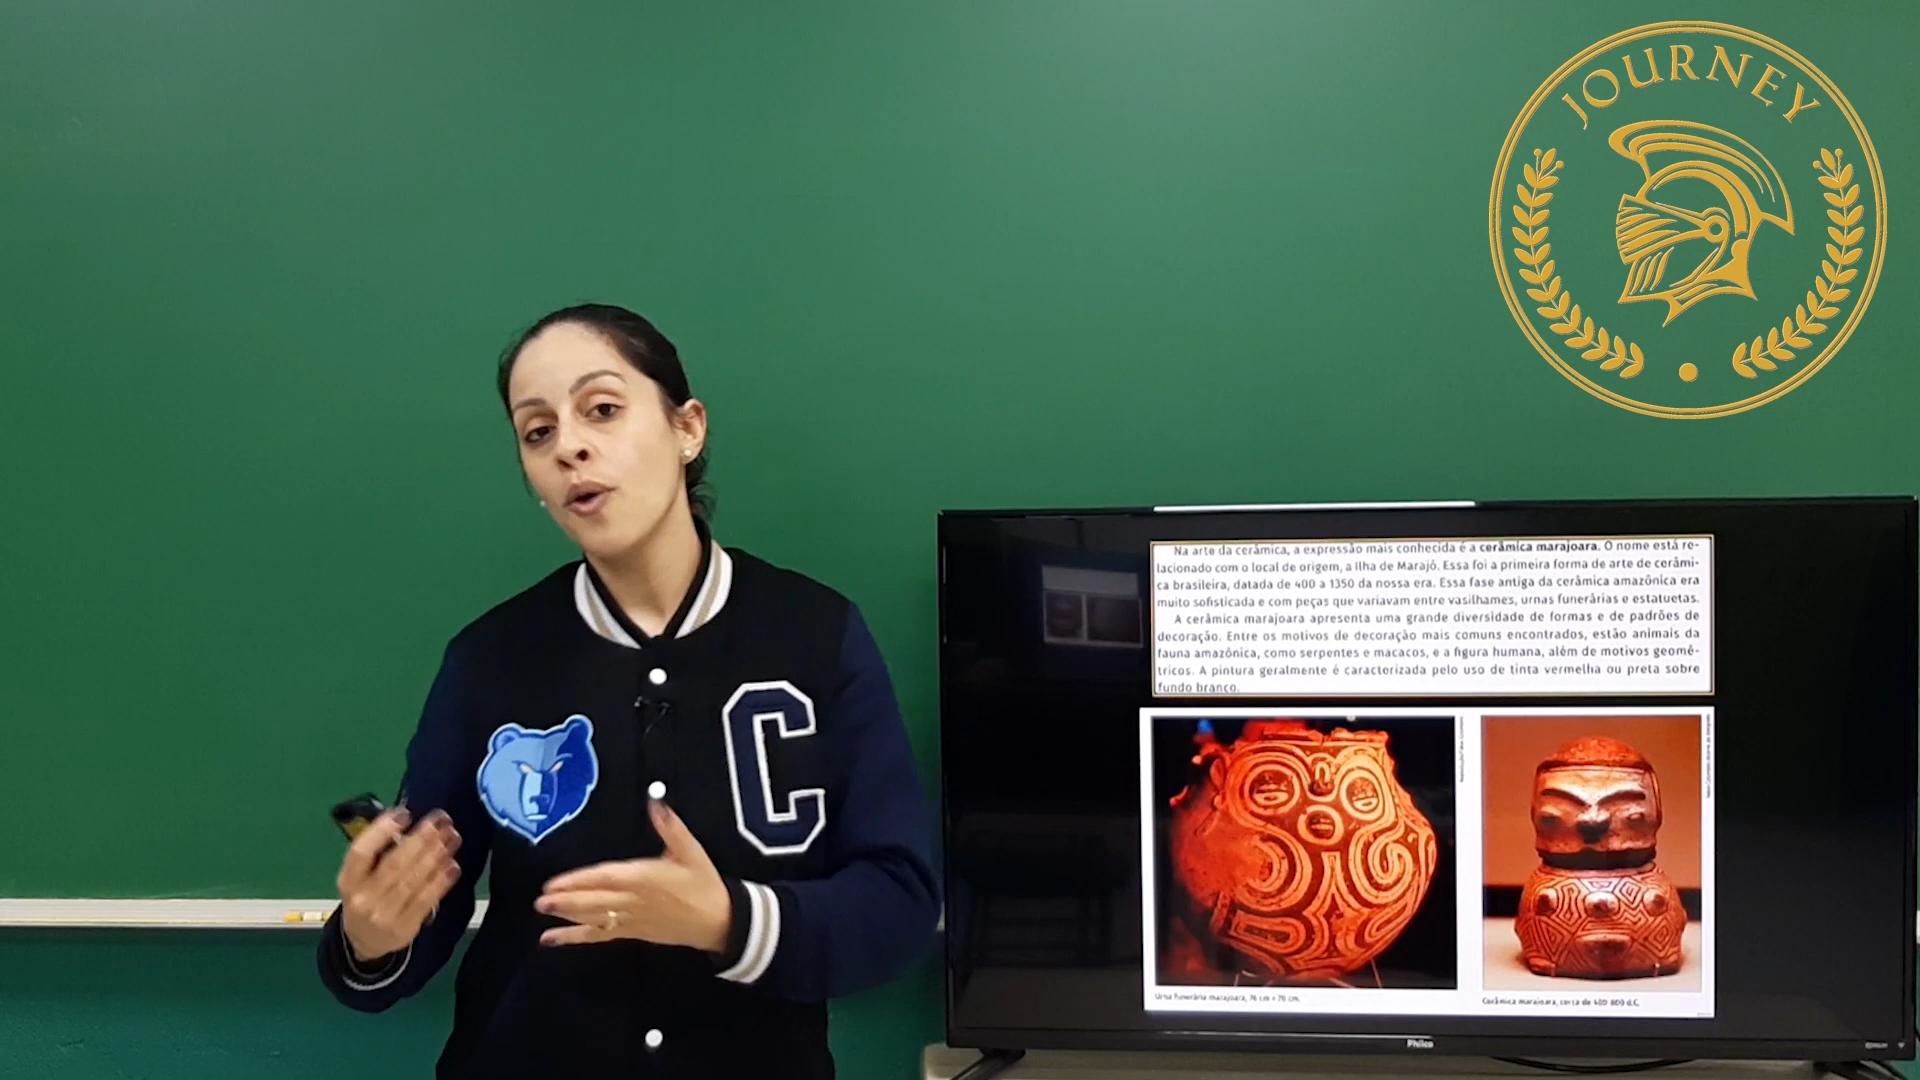 JOURNEY
Na arte da cerâmica, a expressão mais conhecida é a cerâmica marajoara. O nome está re-
lacionado com o local de origem, a Ilha de Marajó. Essa foi a primeira forma de arte de cerâmi-
ca brasileira, datada de 400 a 1350 da nossa era. Essa fase antiga da cerâmica amazônica era
muito sofisticada e com peças que variavam entre vasilhames, urnas funerárias e estatuetas.
A cerâmica marajoara apresenta uma grande diversidade de formas e de padrões de
decoração. Entre os motivos de decoração mais comuns encontrados, estão animais da
fauna amazônica, como serpentes e macacos, e a figura humana, além de motivos geomé-
tricos. A pintura geralmente é caracterizada pelo uso de tinta vermelha ou preta sobre
fundo branco.
C
Urna funerária marajoara, 76 cm × 70 cm.
Cerâmica marajoara, cerca de 400-800 d.C.
Philco